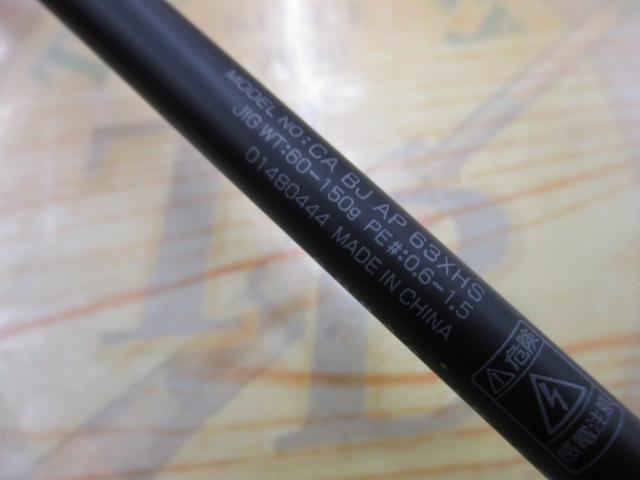 MODEL NO:CA BJ AP 63XHS
JIG WT:60-150g PE#:0.6-1.5
01480444 MADE IN CHINA
危険
感電注意